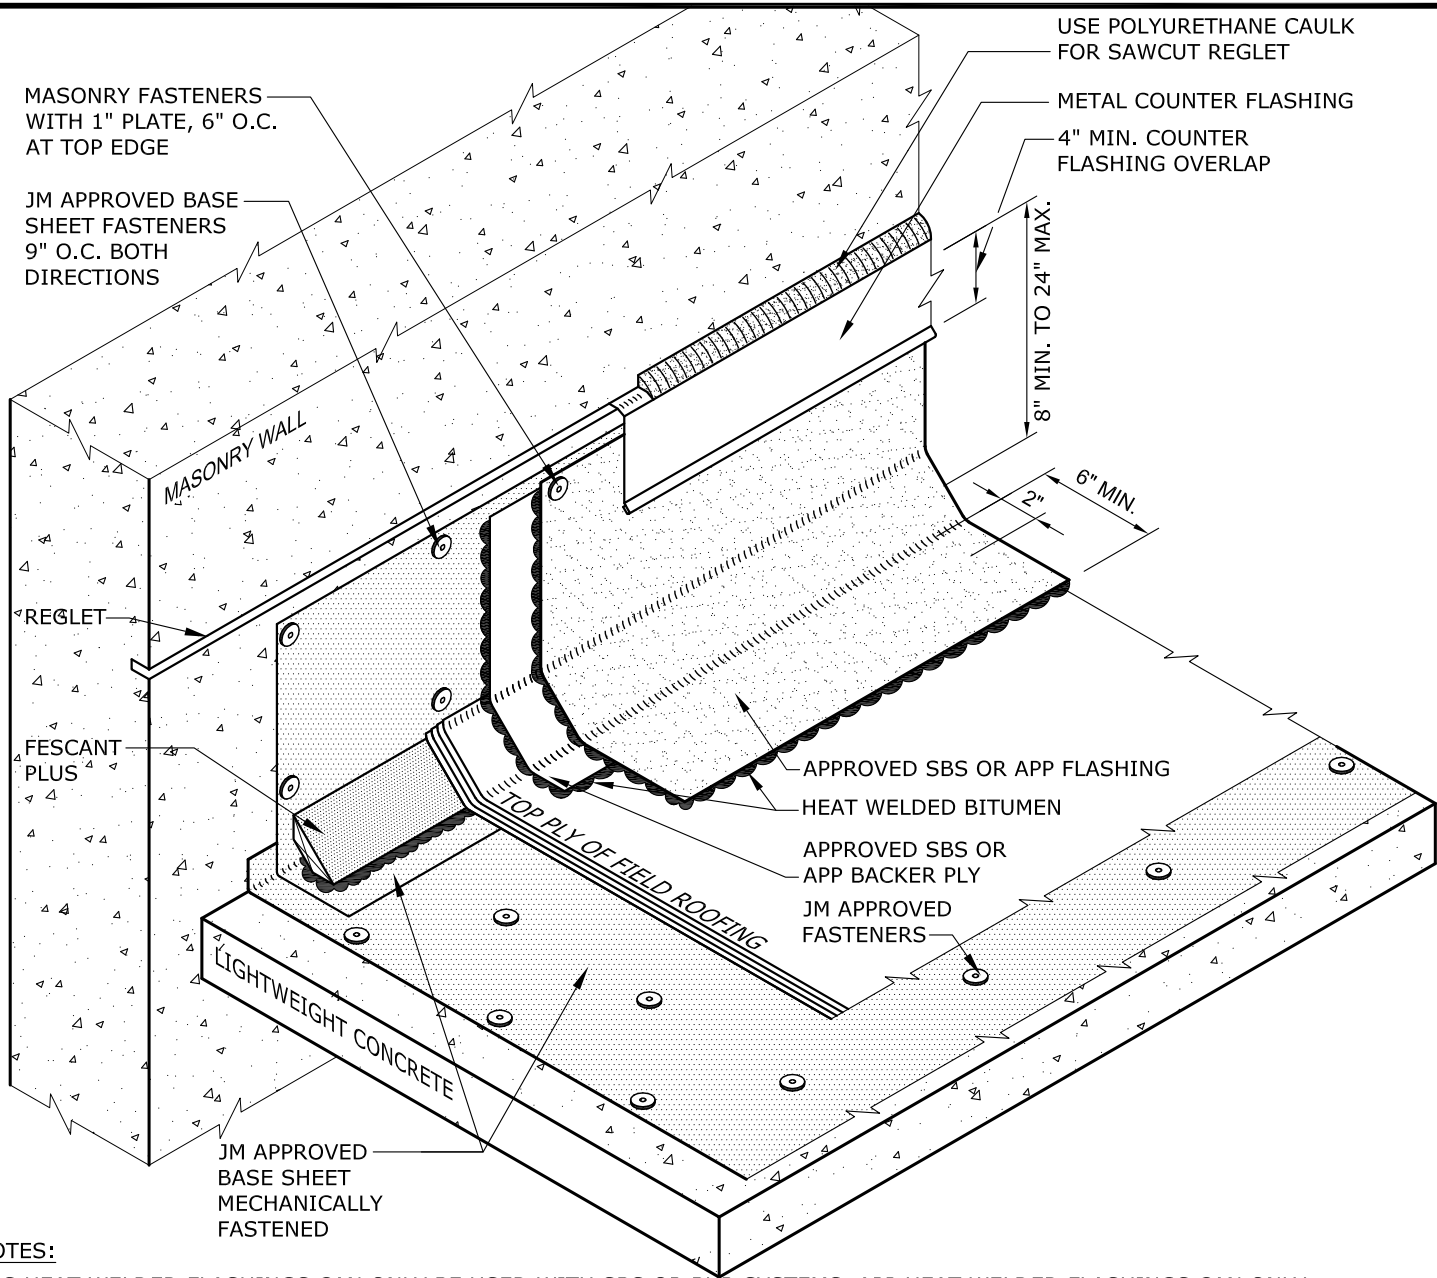 USE POLYURETHANE CAULK
FOR SAWCUT REGLET
MASONRY FASTENERS
WITH 1" PLATE, 6" O.C.
AT TOP EDGE
METAL COUNTER FLASHING
4" MIN. COUNTER
FLASHING OVERLAP
JM APPROVED BASE
SHEET FASTENERS
9" O.C. BOTH
DIRECTIONS
8" MIN. TO 24" MAX.
MASONRY WALL
6" MIN.
2"
REGLET
FESCANT
PLUS
APPROVED SBS OR APP FLASHING
HEAT WELDED BITUMEN
TOP PLY OF FIELD ROOFING
APPROVED SBS OR
APP BACKER PLY
JM APPROVED
FASTENERS
LIGHTWEIGHT CONCRETE
JM APPROVED
BASE SHEET
MECHANICALLY
FASTENED
OTES: